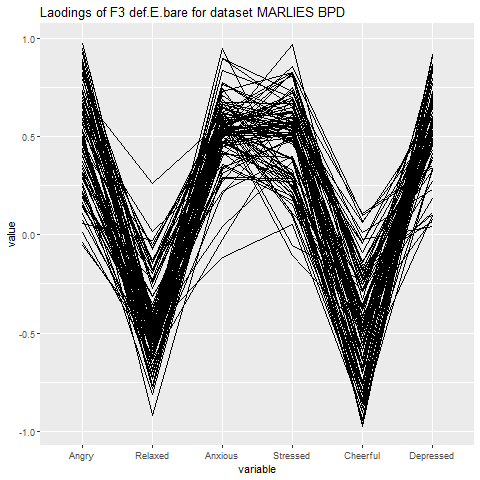 Laodings of F3 def.E.bare for dataset MARLIES BPD
1.0
0.5
0.0
-0.5
-1.0
value
Angry Relaxed Anxious Stressed Cheerful Depressed
variable